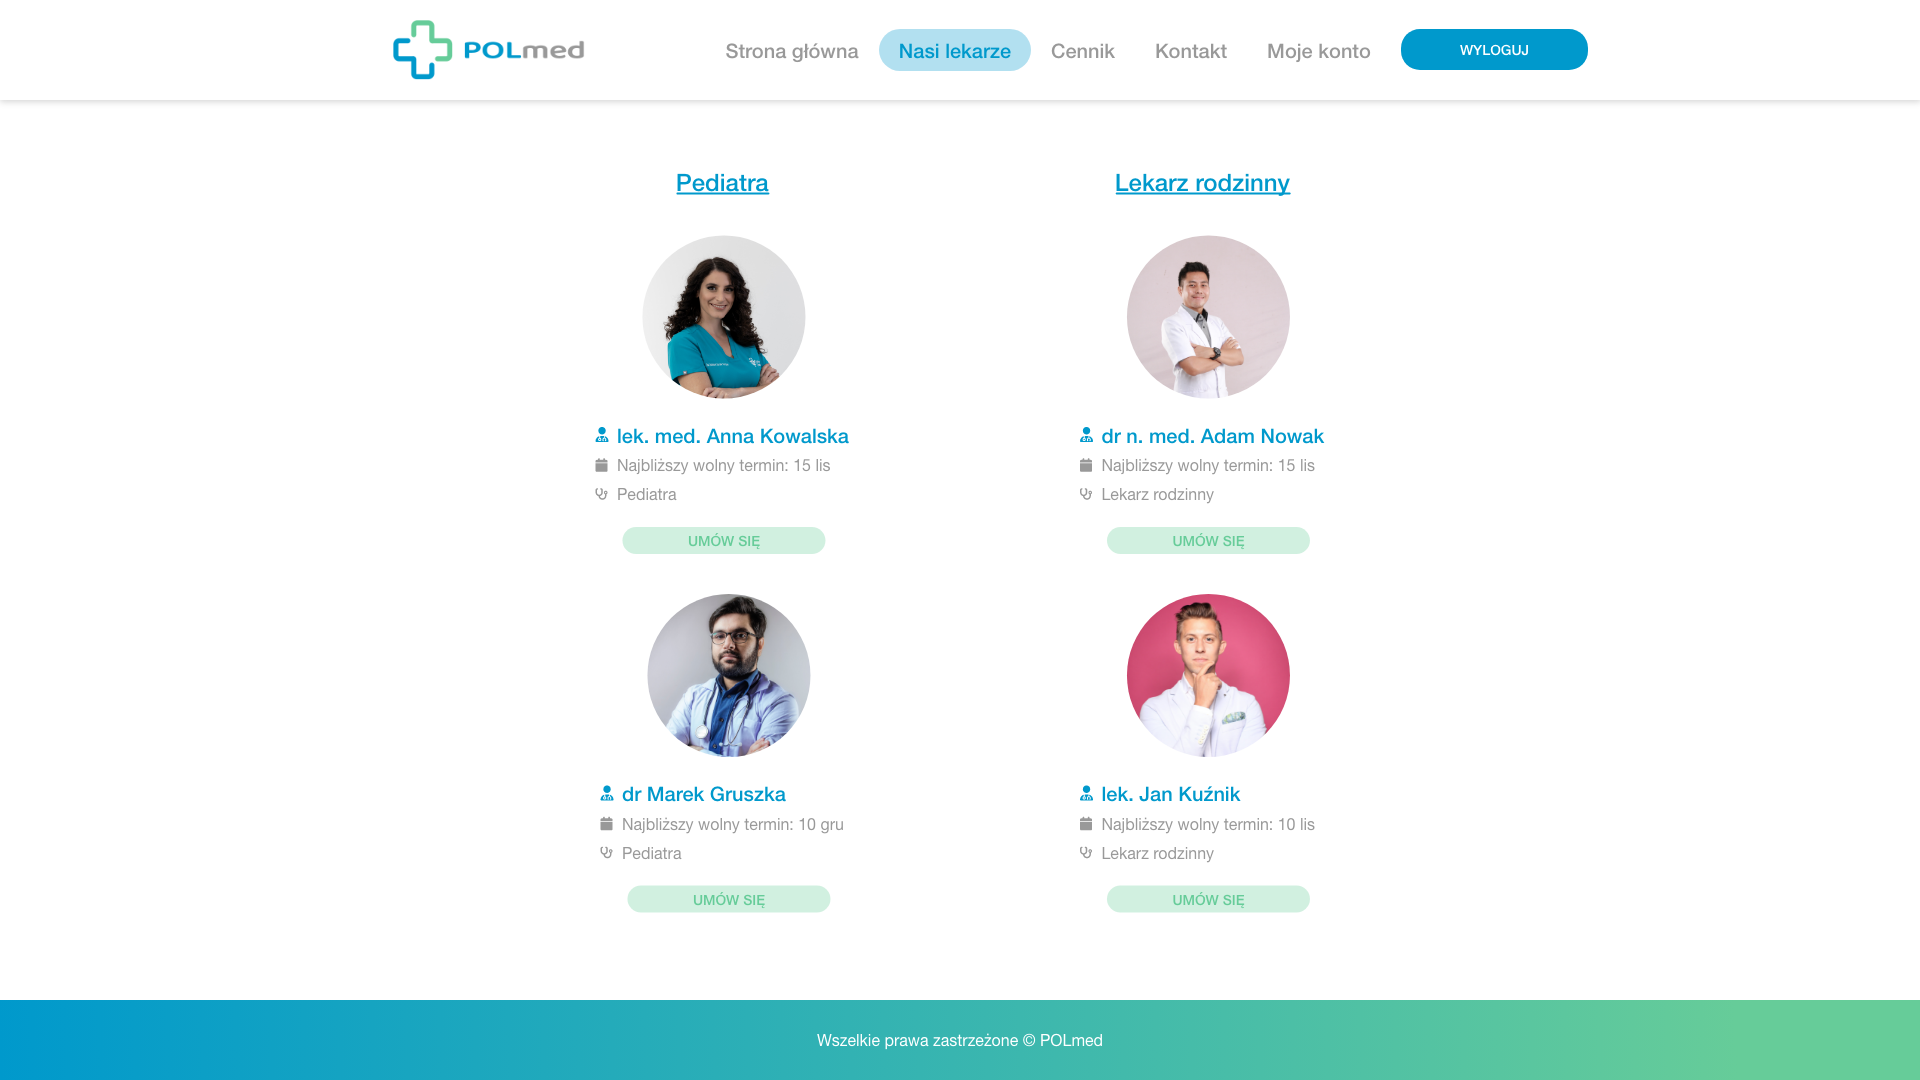 POLmed
Strona główna
Nasi lekarze
Cennik
Kontakt
Moje konto
WYLOGUJ
Pediatra
lek. med. Anna Kowalska
Najbliższy wolny termin: 15 lis
Pediatra
UMÓW SIĘ
dr Marek Gruszka
Najbliższy wolny termin: 10 gru
Pediatra
UMÓW SIĘ
Lekarz rodzinny
dr n. med. Adam Nowak
Najbliższy wolny termin: 15 lis
Lekarz rodzinny
UMÓW SIĘ
lek. Jan Kuźnik
Najbliższy wolny termin: 10 lis
Lekarz rodzinny
UMÓW SIĘ
Wszelkie prawa zastrzeżone © POLmed